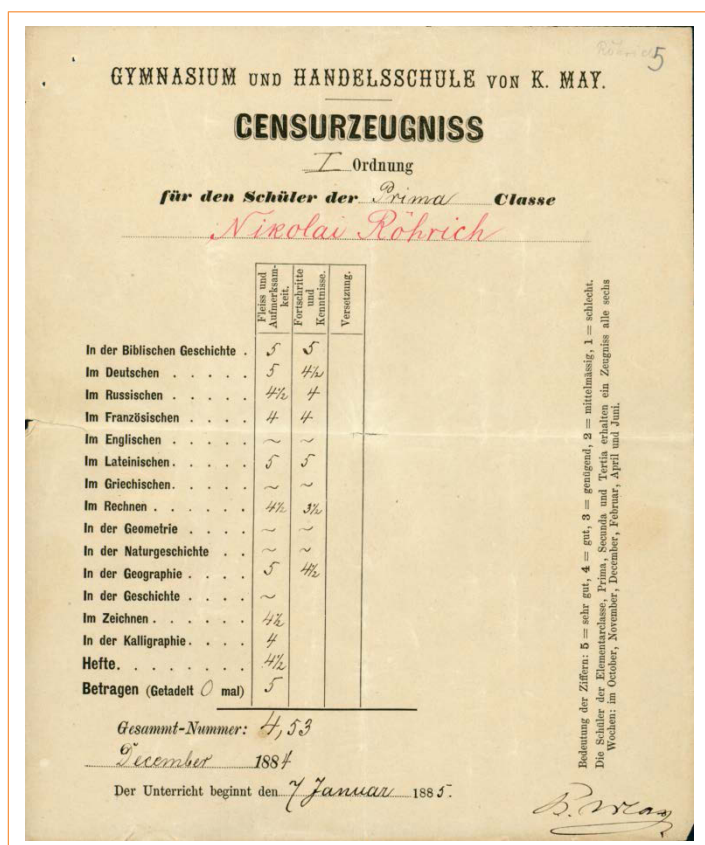 Röhrich 5
GYMNASIUM UND HANDELSSCHULE VON K. MAY.
CENSURZEUGNISS
I Ordnung
für den Schüler der Prima Classe
Nikolai Röhrich
Fleiss und Aufmerksam-keit. Fortschritte und Kenntnisse. Versetzung.
In der Biblischen Geschichte . 5 5
Im Deutschen . . . . . 5 4½
Im Russischen . . . . . 4½ 4
Im Französischen . . . . 4 4
Im Englischen . . . . . ~ ~
Im Lateinischen . . . . . 5 5
Im Griechischen . . . . . ~ ~
Im Rechnen . . . . . . 4½ 3½
In der Geometrie . . . . ~ ~
In der Naturgeschichte . . ~ ~
In der Geographie . . . . 5 4½
In der Geschichte . . . . ~
Im Zeichnen . . . . . . 4½
In der Kalligraphie . . . . 4
Hefte. . . . . . . . 4½
Betragen (Getadelt 0 mal) 5
Gesammt-Nummer: 4,53
December 1884
Der Unterricht beginnt den 7 Januar 1885.
Bedeutung der Ziffern: 5 = sehr gut, 4 = gut, 3 = genügend, 2 = mittelmässig, 1 = schlecht.
Die Schüler der Elementarclasse, Prima, Secunda und Tertia erhalten ein Zeugniss alle sechs
Wochen: im October, November, December, Februar, April und Juni.
May